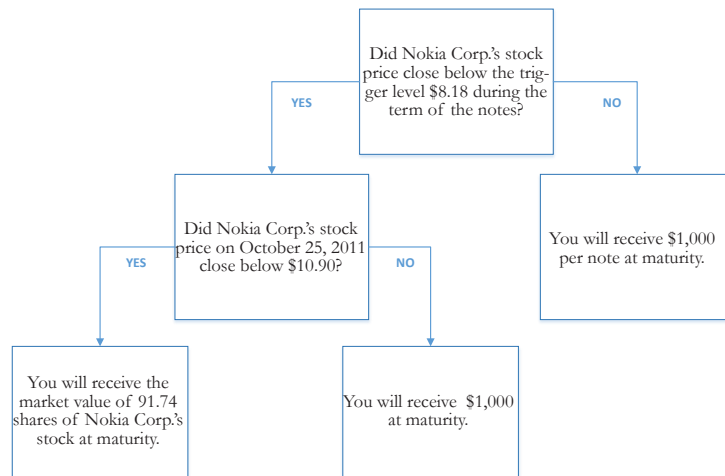 Did Nokia Corp.'s stock
price close below the trig-
ger level $8.18 during the
term of the notes?
YES
NO
Did Nokia Corp.'s stock
price on October 25, 2011
close below $10.90?
You will receive $1,000
per note at maturity.
YES
NO
You will receive the
market value of 91.74
shares of Nokia Corp.'s
stock at maturity.
You will receive $1,000
at maturity.